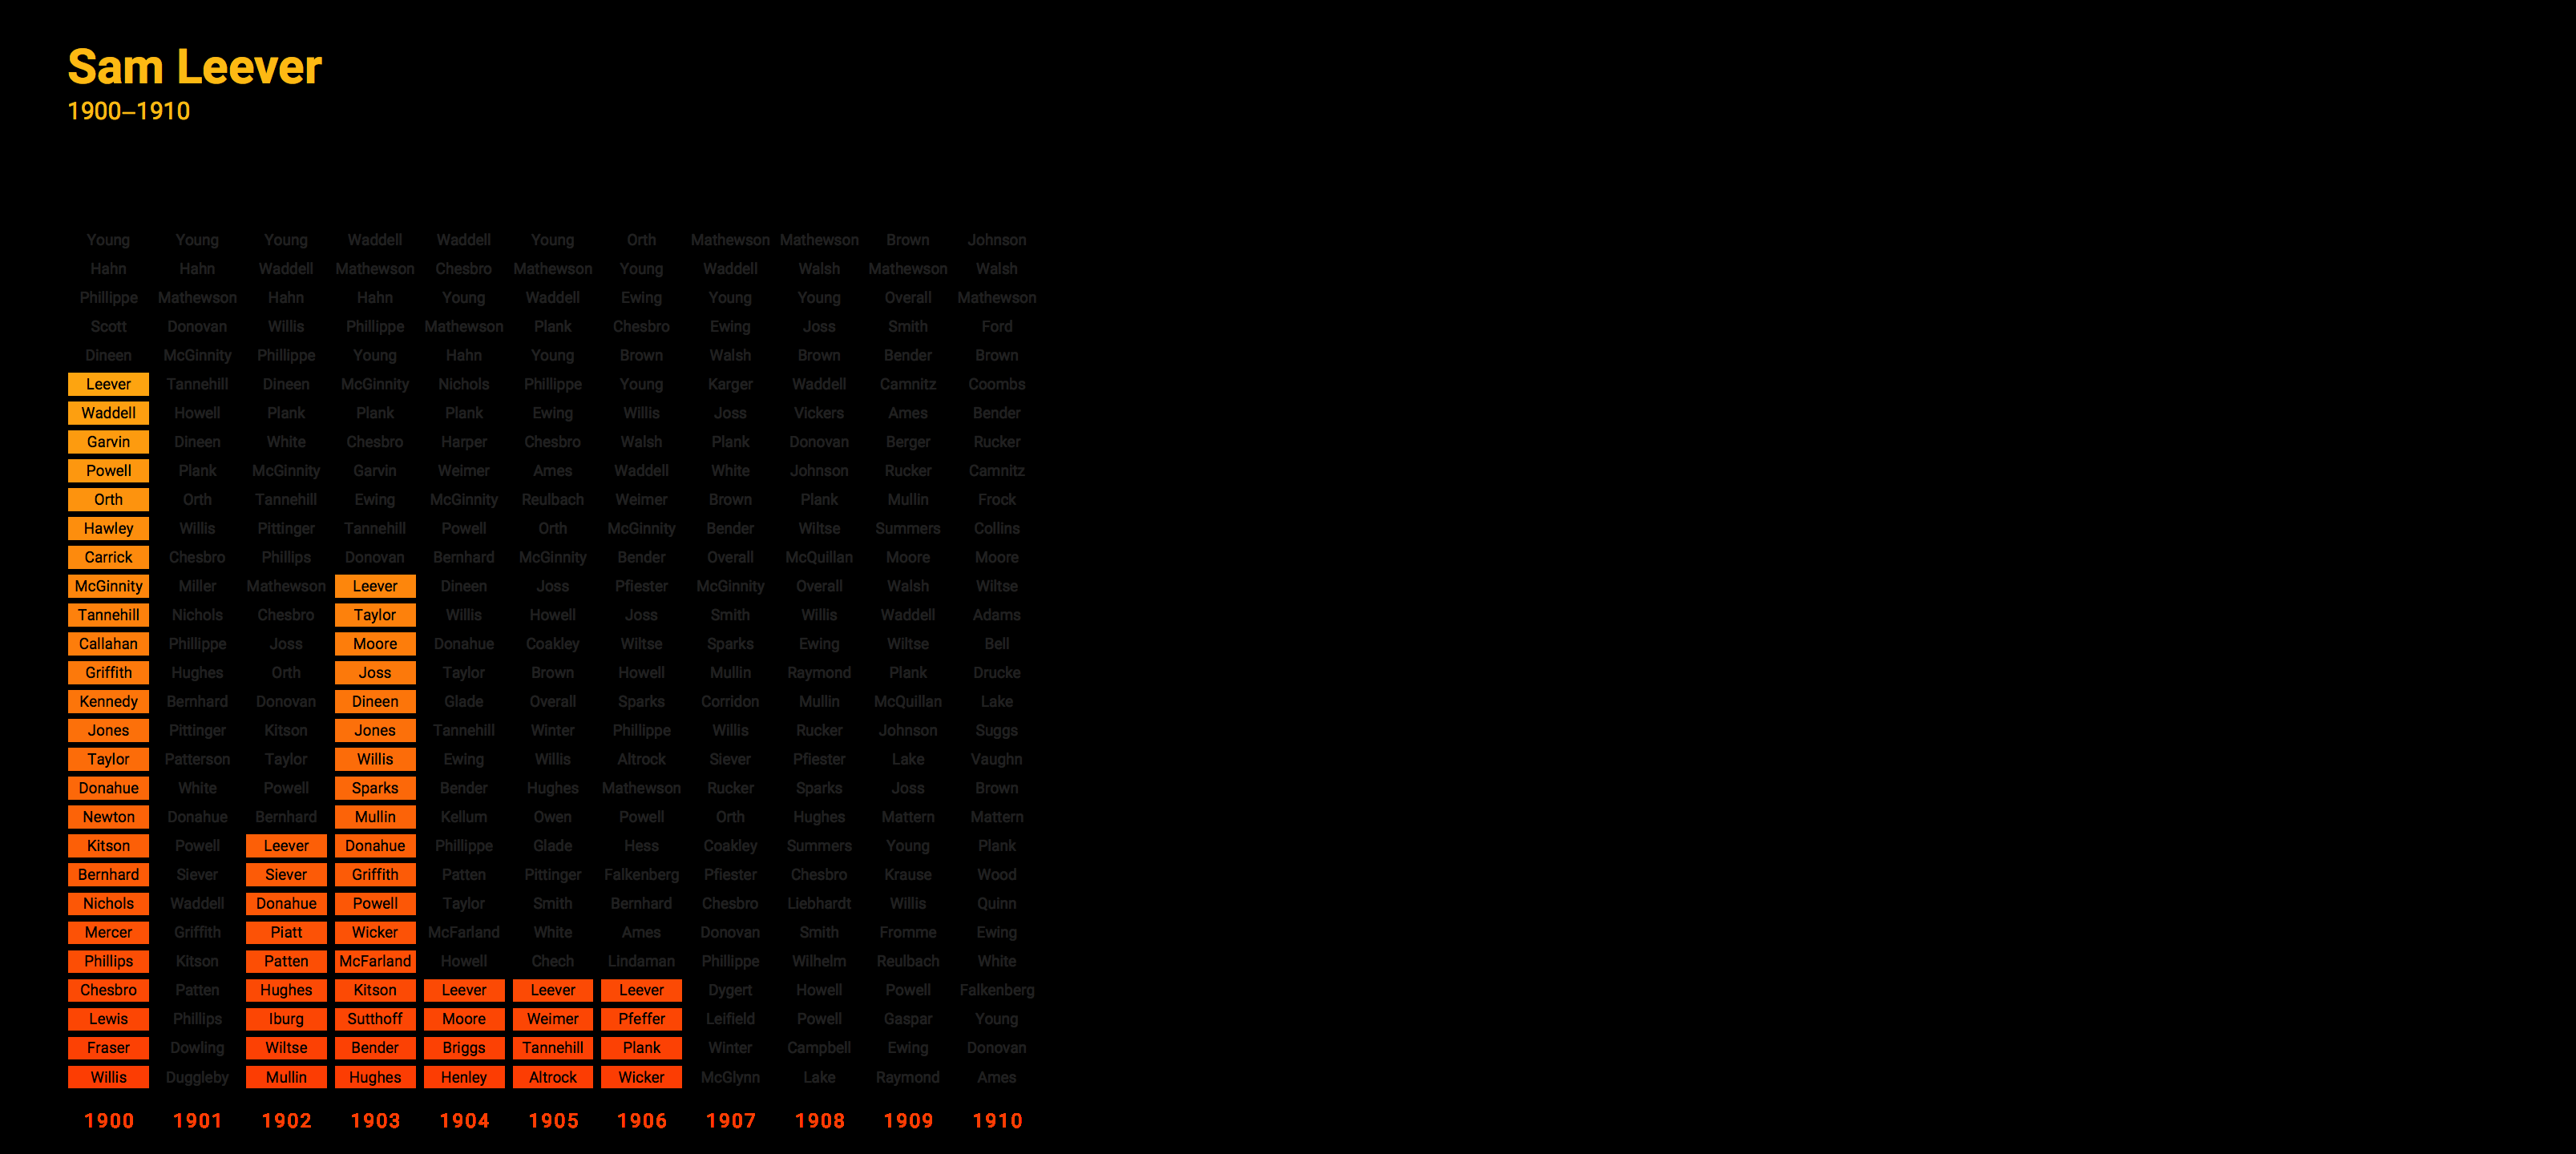 Sam Leever
1900–1910
Young Young Young Waddell Waddell Young Orth Mathewson Mathewson Brown Johnson
Hahn Hahn Waddell Mathewson Chesbro Mathewson Young Waddell Walsh Mathewson Walsh
Phillippe Mathewson Hahn Hahn Young Waddell Ewing Young Young Overall Mathewson
Scott Donovan Willis Phillippe Mathewson Plank Chesbro Ewing Joss Smith Ford
Dineen McGinnity Phillippe Young Hahn Young Brown Walsh Brown Bender Brown
Leever Tannehill Dineen McGinnity Nichols Phillippe Young Karger Waddell Camnitz Coombs
Waddell Howell Plank Plank Plank Ewing Willis Joss Vickers Ames Bender
Garvin Dineen White Chesbro Harper Chesbro Walsh Plank Donovan Berger Rucker
Powell Plank McGinnity Garvin Weimer Ames Waddell White Johnson Rucker Camnitz
Orth Orth Tannehill Ewing McGinnity Reulbach Weimer Brown Plank Mullin Frock
Hawley Willis Pittinger Tannehill Powell Orth McGinnity Bender Wiltse Summers Collins
Carrick Chesbro Phillips Donovan Bernhard McGinnity Bender Overall McQuillan Moore Moore
McGinnity Miller Mathewson Leever Dineen Joss Pfiester McGinnity Overall Walsh Wiltse
Tannehill Nichols Chesbro Taylor Willis Howell Joss Smith Willis Waddell Adams
Callahan Phillippe Joss Moore Donahue Coakley Wiltse Sparks Ewing Wiltse Bell
Griffith Hughes Orth Joss Taylor Brown Howell Mullin Raymond Plank Drucke
Kennedy Bernhard Donovan Dineen Glade Overall Sparks Corridon Mullin McQuillan Lake
Jones Pittinger Kitson Jones Tannehill Winter Phillippe Willis Rucker Johnson Suggs
Taylor Patterson Taylor Willis Ewing Willis Altrock Siever Pfiester Lake Vaughn
Donahue White Powell Sparks Bender Hughes Mathewson Rucker Sparks Joss Brown
Newton Donahue Bernhard Mullin Kellum Owen Powell Orth Hughes Mattern Mattern
Kitson Powell Leever Donahue Phillippe Glade Hess Coakley Summers Young Plank
Bernhard Siever Siever Griffith Patten Pittinger Falkenberg Pfiester Chesbro Krause Wood
Nichols Waddell Donahue Powell Taylor Smith Bernhard Chesbro Liebhardt Willis Quinn
Mercer Griffith Piatt Wicker McFarland White Ames Donovan Smith Fromme Ewing
Phillips Kitson Patten McFarland Howell Chech Lindaman Phillippe Wilhelm Reulbach White
Chesbro Patten Hughes Kitson Leever Leever Leever Dygert Howell Powell Falkenberg
Lewis Phillips Iburg Sutthoff Moore Weimer Pfeffer Leifield Powell Gaspar Young
Fraser Dowling Wiltse Bender Briggs Tannehill Plank Winter Campbell Ewing Donovan
Willis Duggleby Mullin Hughes Henley Altrock Wicker McGlynn Lake Raymond Ames
1900 1901 1902 1903 1904 1905 1906 1907 1908 1909 1910